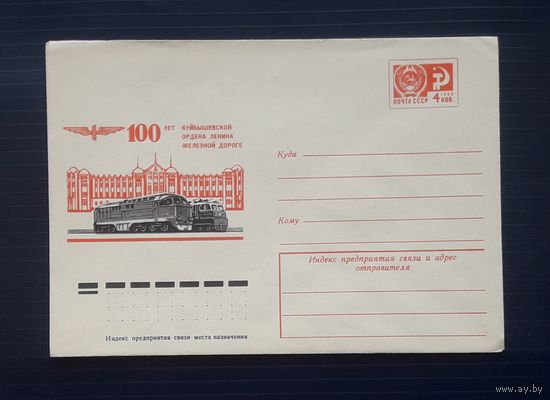 100 ЛЕТ КУЙБЫШЕВСКОЙ
ОРДЕНА ЛЕНИНА
ЖЕЛЕЗНОЙ ДОРОГЕ
1966
ПОЧТА СССР 4 КОП.
Куда
Кому
Индекс предприятия связи и адрес
отправителя
Индекс предприятия связи места назначения
www.ay.by